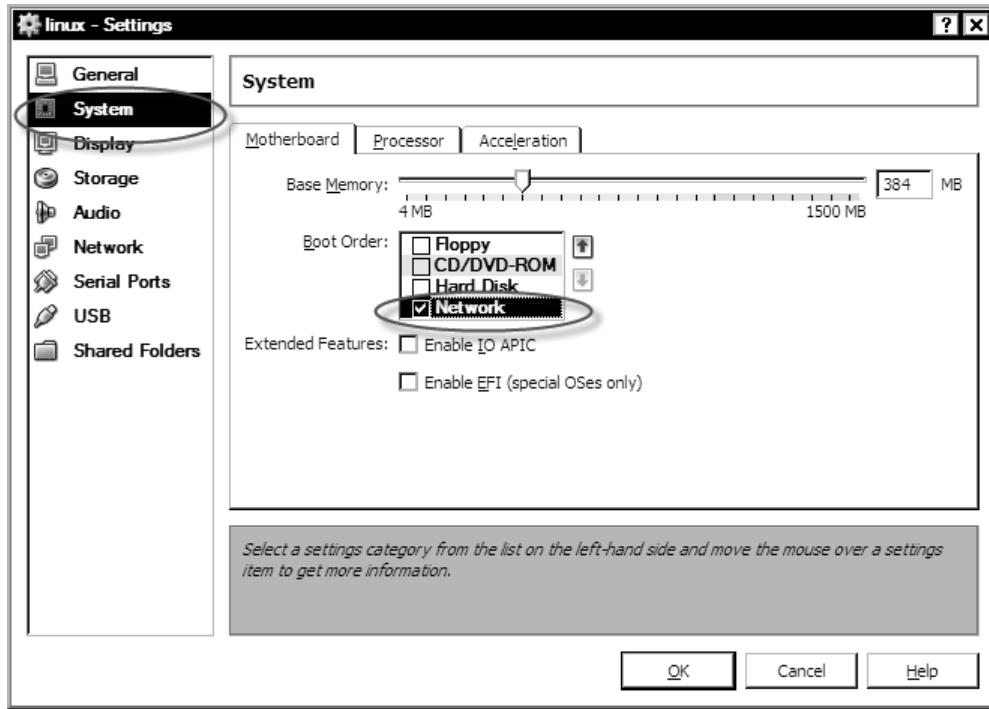 linux - Settings
? X
General
System
Display
Storage
Audio
Network
Serial Ports
USB
Shared Folders
System
Motherboard Processor Acceleration
Base Memory: 384 MB
4 MB 1500 MB
Boot Order: Floppy
CD/DVD-ROM
Hard Disk
Network
Extended Features: Enable IO APIC
Enable EFI (special OSes only)
Select a settings category from the list on the left-hand side and move the mouse over a settings
item to get more information.
OK Cancel Help